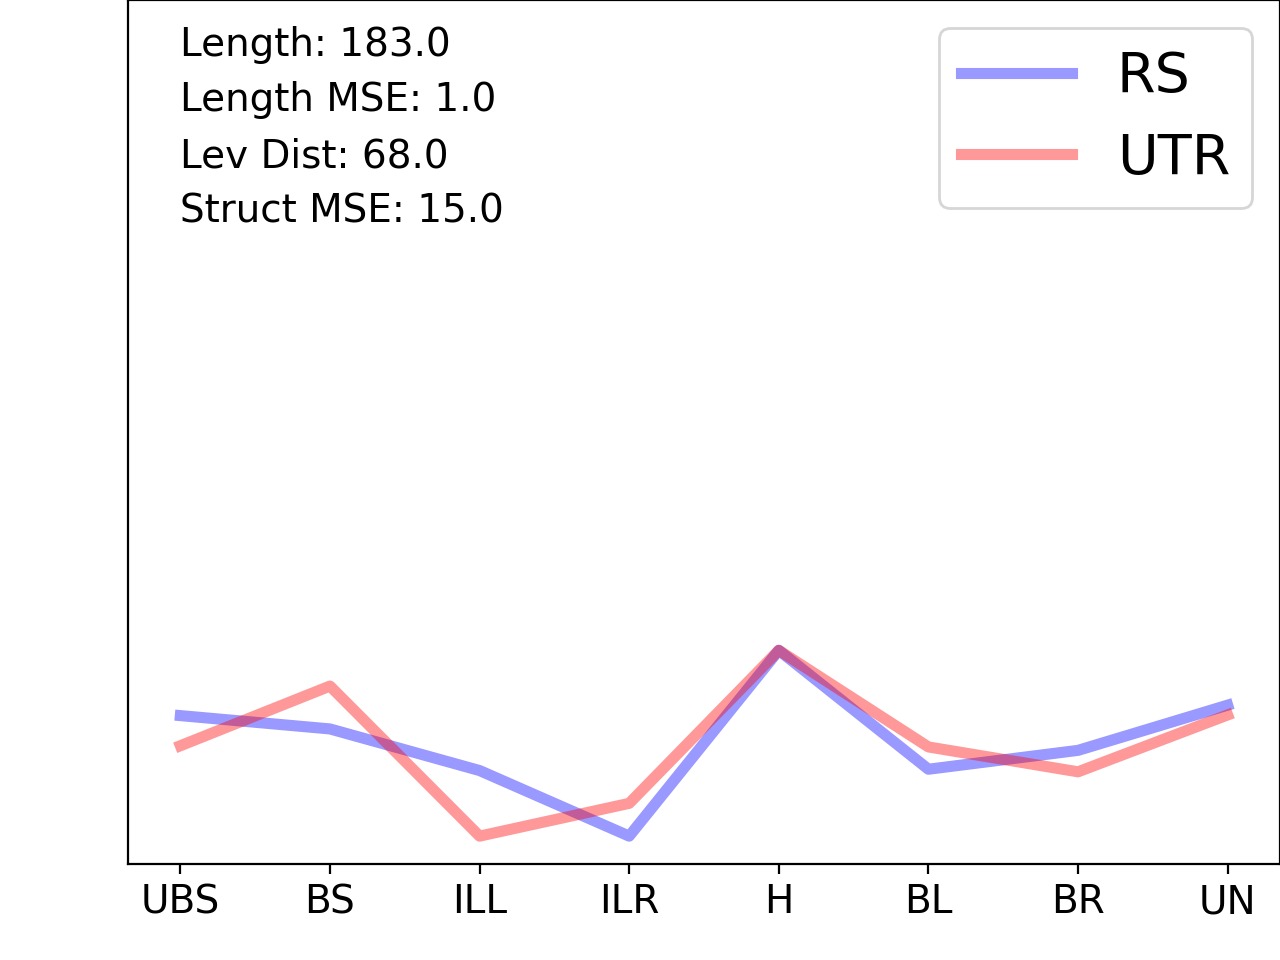 Length: 183.0
Length MSE: 1.0
Lev Dist: 68.0
Struct MSE: 15.0
RS
UTR
UBS BS ILL ILR H BL BR UN